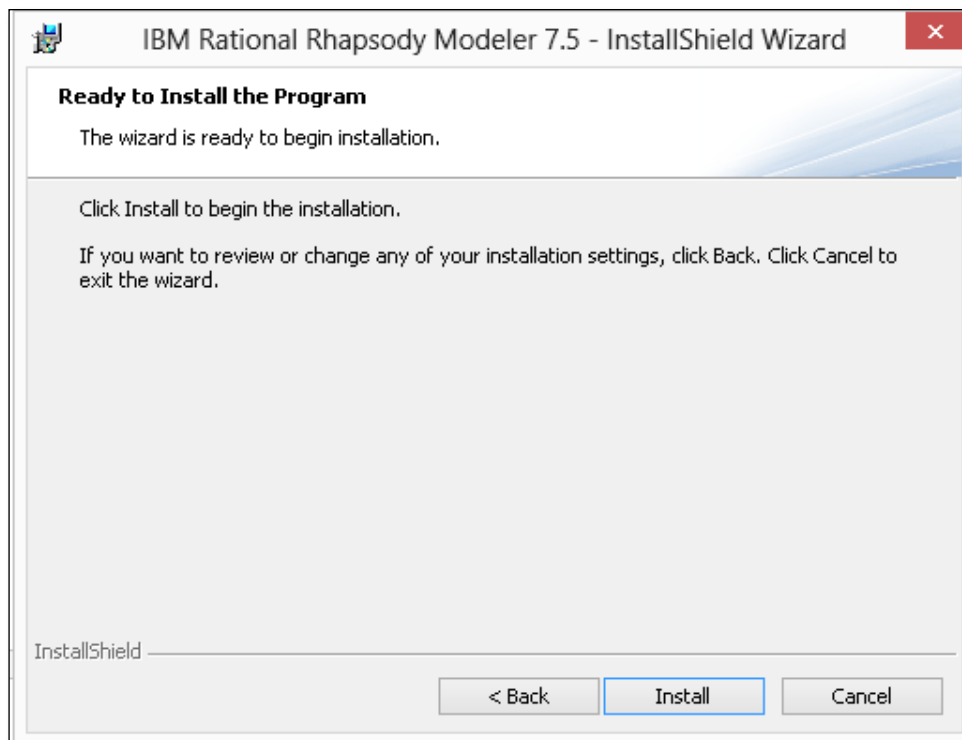 IBM Rational Rhapsody Modeler 7.5 - InstallShield Wizard
Ready to Install the Program
The wizard is ready to begin installation.
Click Install to begin the installation.
If you want to review or change any of your installation settings, click Back. Click Cancel to
exit the wizard.
InstallShield
< Back Install Cancel